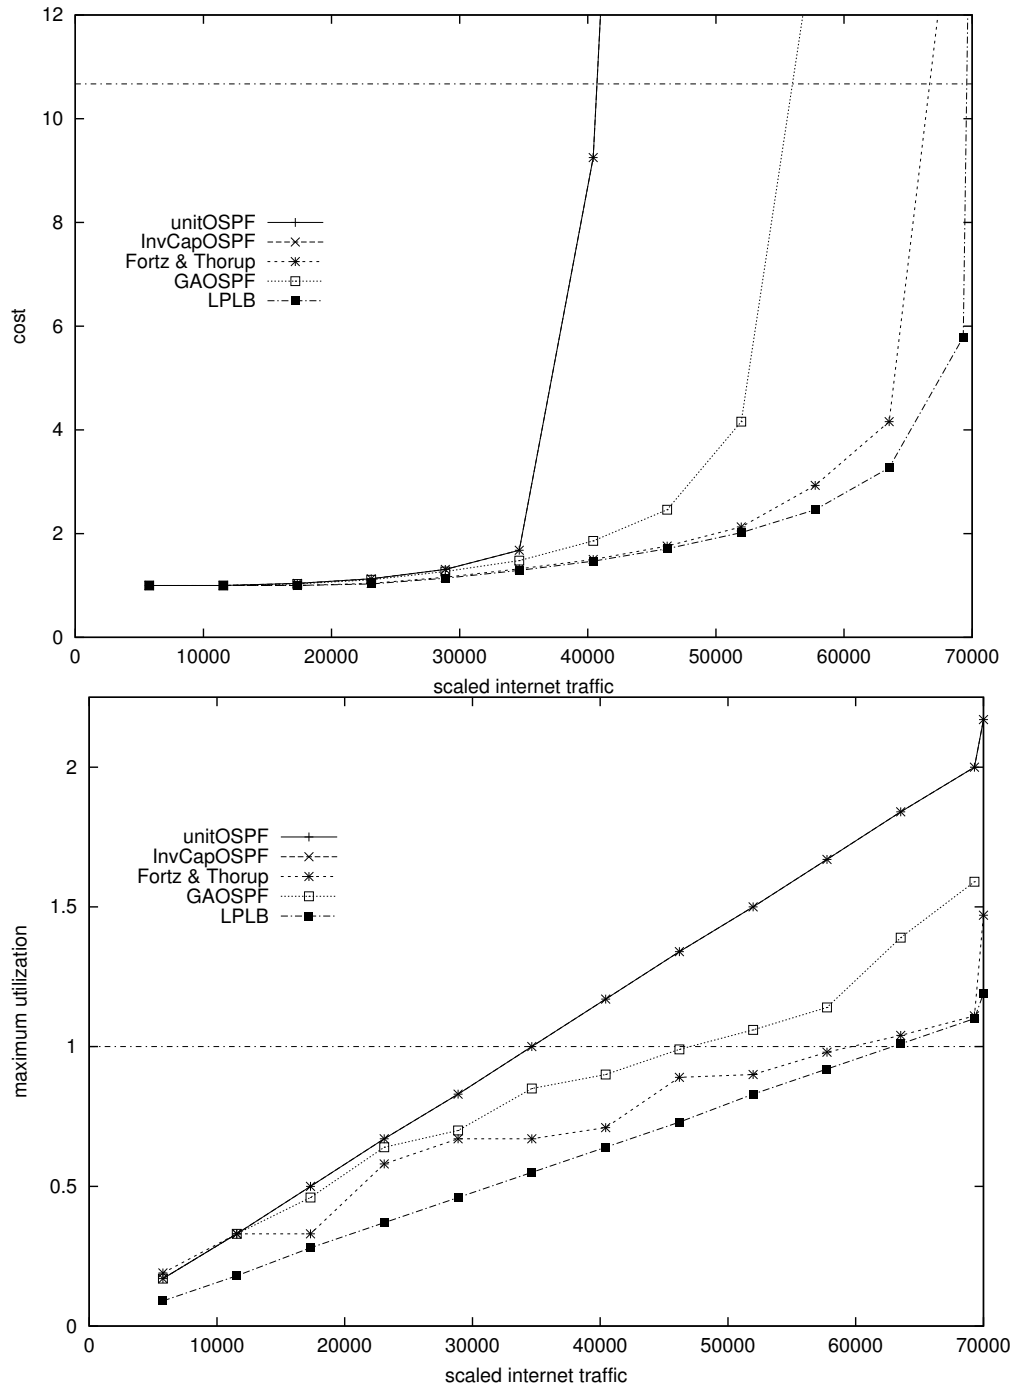 12
10
8
6
4
2
0
cost
unitOSPF
InvCapOSPF
Fortz & Thorup
GAOSPF
LPLB
0 10000 20000 30000 40000 50000 60000 70000
scaled internet traffic
2
1.5
1
0.5
0
maximum utilization
unitOSPF
InvCapOSPF
Fortz & Thorup
GAOSPF
LPLB
0 10000 20000 30000 40000 50000 60000 70000
scaled internet traffic